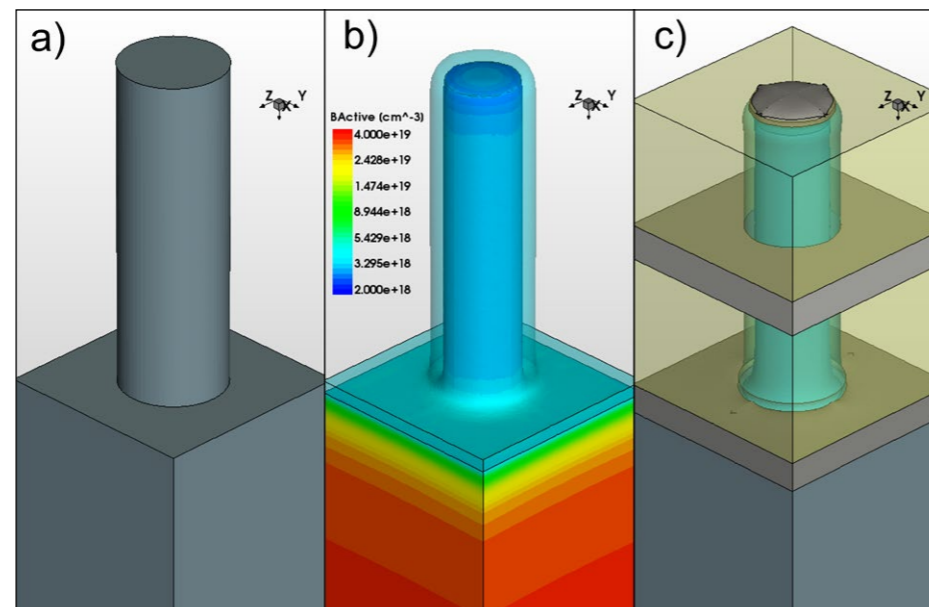 a)
Z
Y
X
b)
Z
Y
X
BActive (cm^-3)
4.000e+19
2.428e+19
1.474e+19
8.944e+18
5.429e+18
3.295e+18
2.000e+18
c)
Z
Y
X